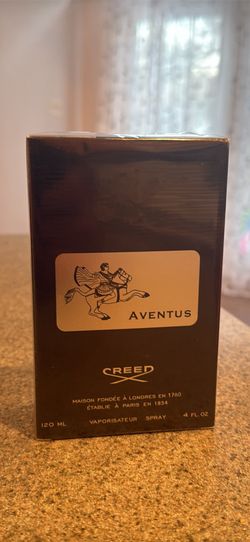 AVENTUS
CREED
MAISON FONDÉE À LONDRES EN 1760
ÉTABLIE À PARIS EN 1854
120 ML VAPORISATEUR SPRAY 4 FL.OZ